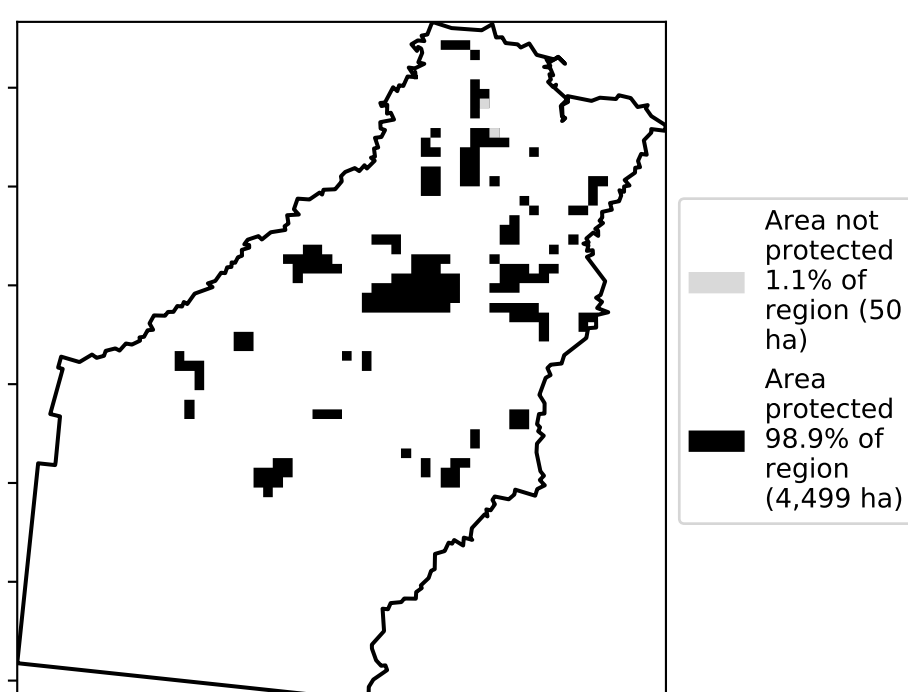 Area not
protected
1.1% of
region (50
ha)
Area
protected
98.9% of
region
(4,499 ha)